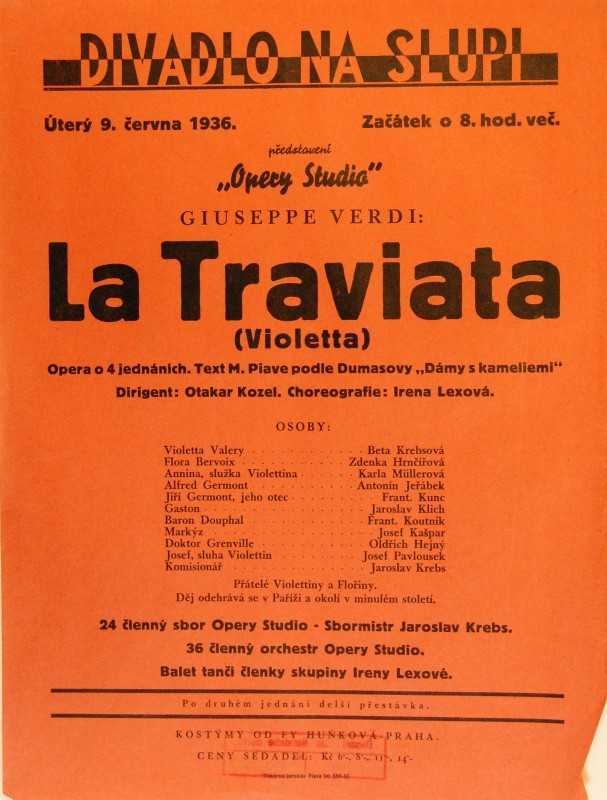 DIVADLO NA SLUPI
Úterý 9. června 1936. Začátek o 8. hod. več.
představení
„Opery Studio“
GIUSEPPE VERDI:
La Traviata
(Violetta)
Opera o 4 jednáních. Text M. Piave podle Dumasovy „Dámy s kameliemi“
Dirigent: Otakar Kozel. Choreografie: Irena Lexová.
OSOBY:
Violetta Valery Beta Krebsová
Flora Bervoix Zdenka Hrnčířová
Annina, služka Violettina Karla Müllerová
Alfred Germont Antonín Jeřábek
Jiří Germont, jeho otec Frant. Kunc
Gaston Jaroslav Klich
Baron Douphal Frant. Koutník
Markýz Josef Kašpar
Doktor Grenville Oldřich Hejný
Josef, sluha Violettin Josef Pavlousek
Komisionář Jaroslav Krebs
Přátelé Violettiny a Flořiny.
Děj odehrává se v Paříži a okolí v minulém století.
24 členný sbor Opery Studio - Sbormistr Jaroslav Krebs.
36 členný orchestr Opery Studio.
Balet tančí členky skupiny Ireny Lexové.
Po druhém jednání delší přestávka.
KOSTÝMY OD FY HUŇKOVÁ-PRAHA.
CENY SEDADEL: Kč 6·-, 8·-, 11·-, 14·-
Tiskárna Jaroslav Piava tel.